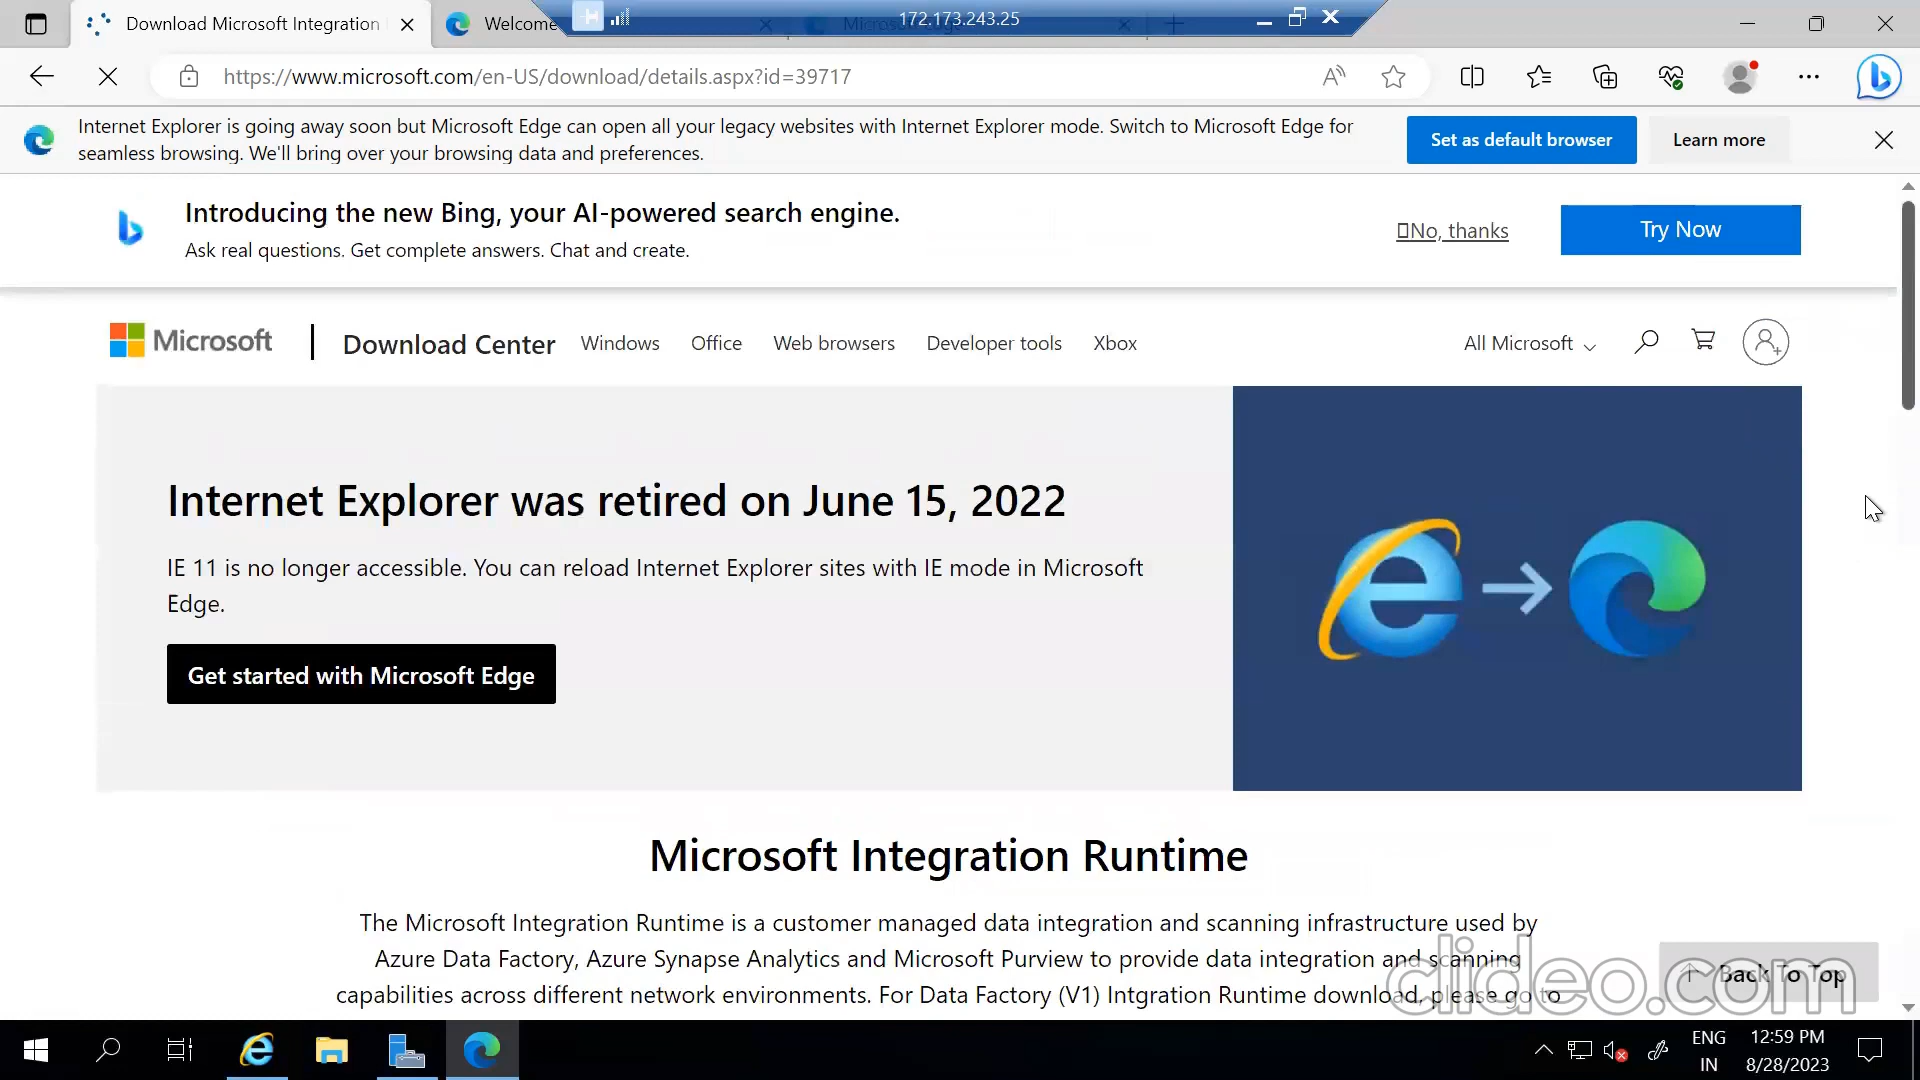 Download Microsoft Integration
Welcome
172.173.243.25
https://www.microsoft.com/en-US/download/details.aspx?id=39717
Internet Explorer is going away soon but Microsoft Edge can open all your legacy websites with Internet Explorer mode. Switch to Microsoft Edge for
seamless browsing. We'll bring over your browsing data and preferences.
Set as default browser
Learn more
Introducing the new Bing, your AI-powered search engine.
Ask real questions. Get complete answers. Chat and create.
No, thanks
Try Now
Microsoft
Download Center
Windows
Office
Web browsers
Developer tools
Xbox
All Microsoft
Internet Explorer was retired on June 15, 2022
IE 11 is no longer accessible. You can reload Internet Explorer sites with IE mode in Microsoft
Edge.
Get started with Microsoft Edge
Microsoft Integration Runtime
The Microsoft Integration Runtime is a customer managed data integration and scanning infrastructure used by
Azure Data Factory, Azure Synapse Analytics and Microsoft Purview to provide data integration and scanning
capabilities across different network environments. For Data Factory (V1) Intgration Runtime download, please go to
Back To Top
clideo.com
ENG
IN
12:59 PM
8/28/2023